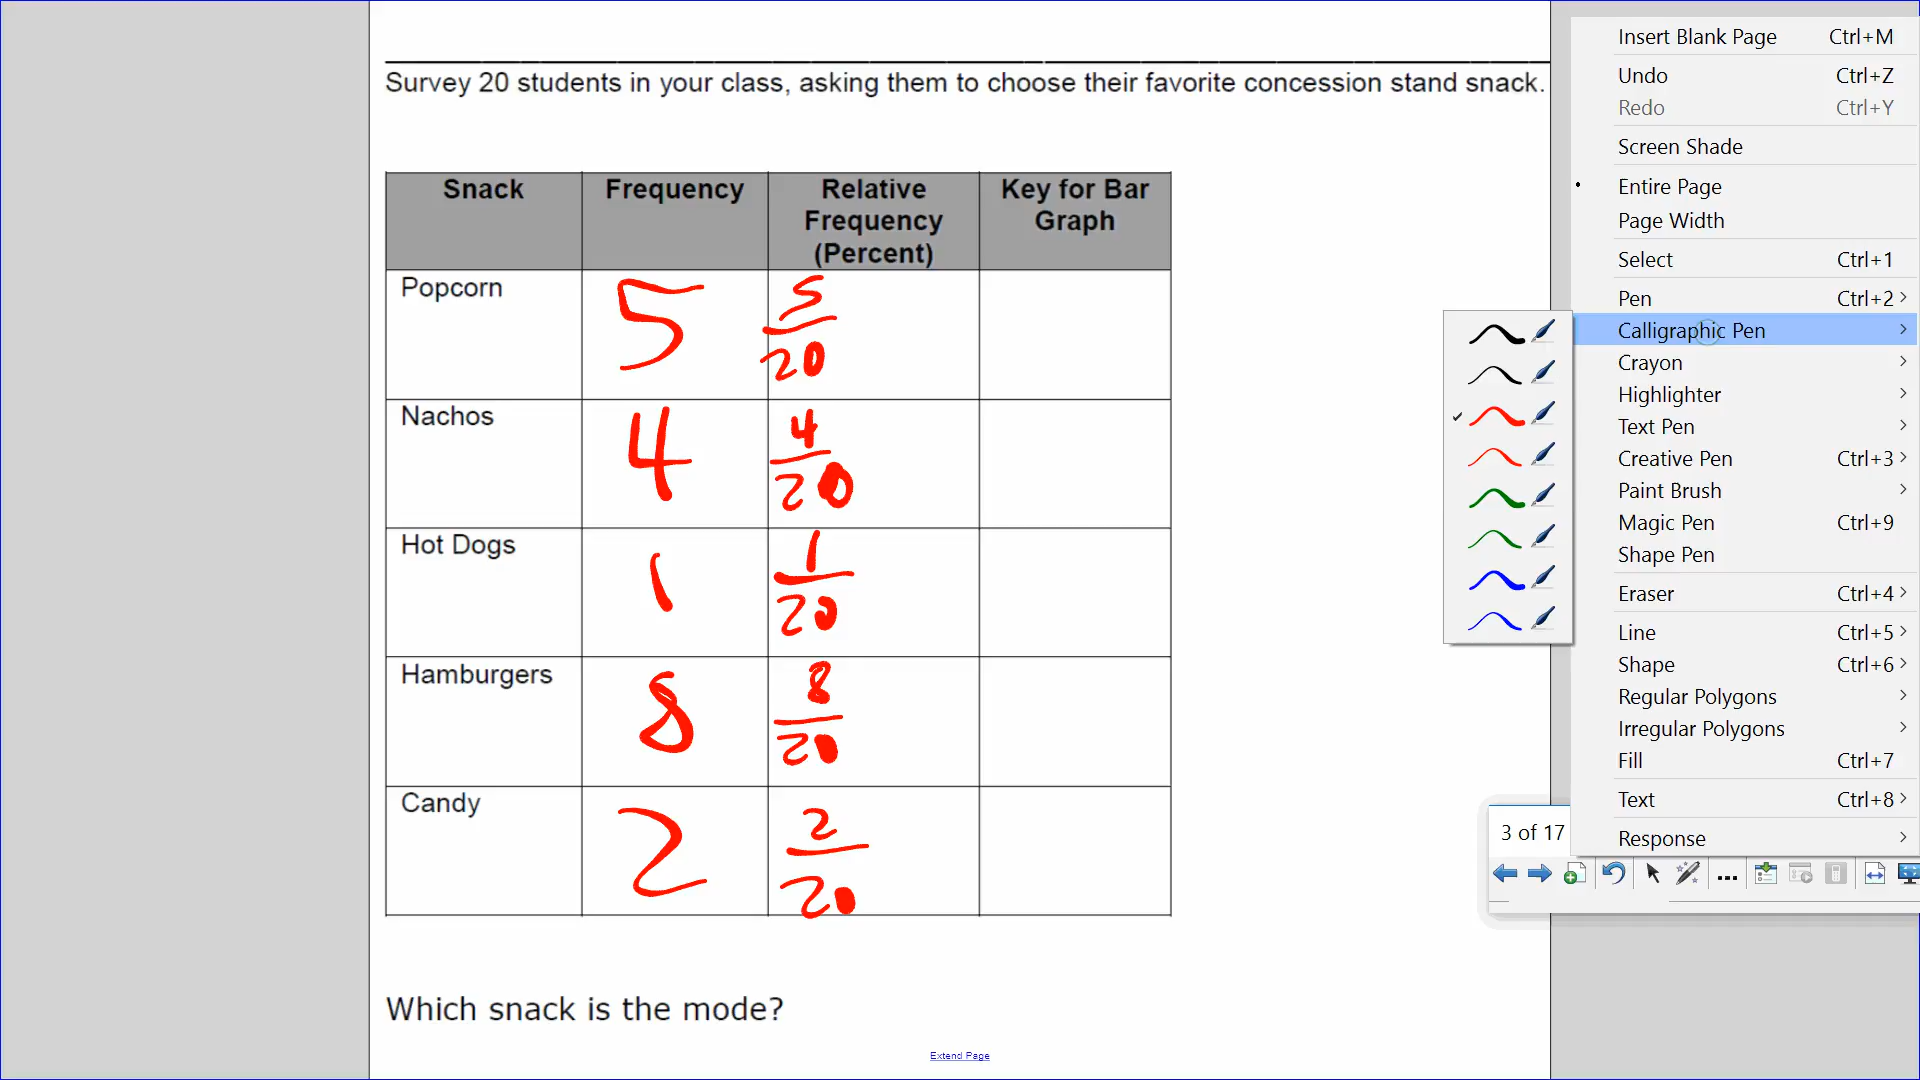 Survey 20 students in your class, asking them to choose their favorite concession stand snack.
Snack Frequency Relative Frequency (Percent) Key for Bar Graph
Popcorn 5 5/20
Nachos 4 4/20
Hot Dogs 1 1/20
Hamburgers 8 8/20
Candy 2 2/20
Which snack is the mode?
Extend Page
Insert Blank Page Ctrl+M
Undo Ctrl+Z
Redo Ctrl+Y
Screen Shade
Entire Page
Page Width
Select Ctrl+1
Pen Ctrl+2
Calligraphic Pen
Crayon
Highlighter
Text Pen
Creative Pen Ctrl+3
Paint Brush
Magic Pen Ctrl+9
Shape Pen
Eraser Ctrl+4
Line Ctrl+5
Shape Ctrl+6
Regular Polygons
Irregular Polygons
Fill Ctrl+7
Text Ctrl+8
Response
3 of 17